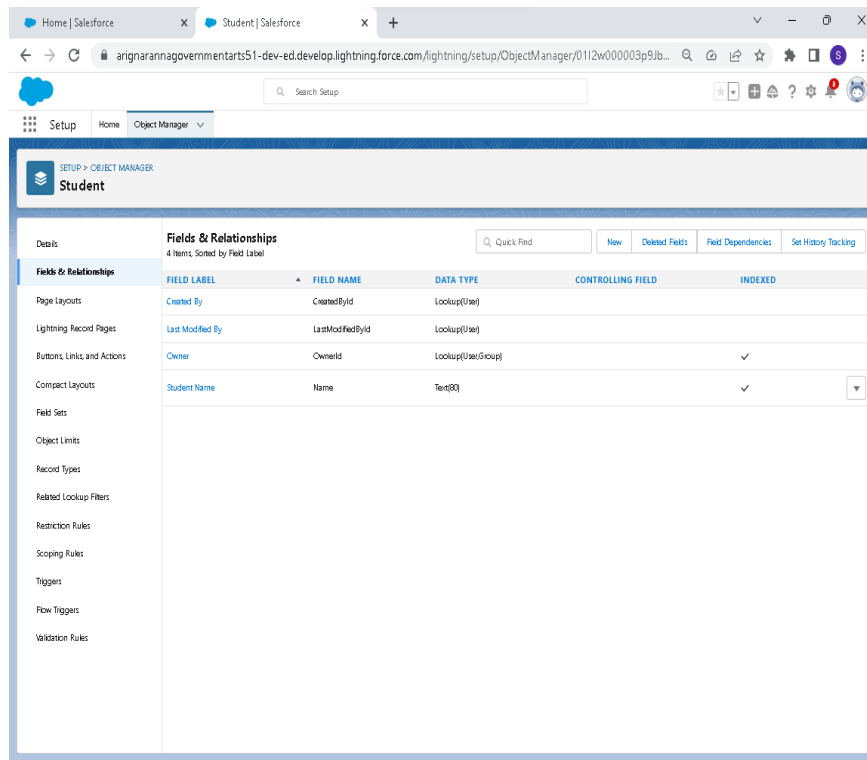 Home | Salesforce
Student | Salesforce
arignarannagovernmentarts51-dev-ed.develop.lightning.force.com/lightning/setup/ObjectManager/01I2w000003p9Jb...
S
Search Setup
8
Setup Home Object Manager
SETUP > OBJECT MANAGER
Student
Details
Fields & Relationships
Page Layouts
Lightning Record Pages
Buttons, Links, and Actions
Compact Layouts
Field Sets
Object Limits
Record Types
Related Lookup Filters
Restriction Rules
Scoping Rules
Triggers
Flow Triggers
Validation Rules
Fields & Relationships
4 Items, Sorted by Field Label
Quick Find
New Deleted Fields Field Dependencies Set History Tracking
FIELD LABEL FIELD NAME DATA TYPE CONTROLLING FIELD INDEXED
Created By CreatedById Lookup(User)
Last Modified By LastModifiedById Lookup(User)
Owner OwnerId Lookup(User,Group)
Student Name Name Text(80)